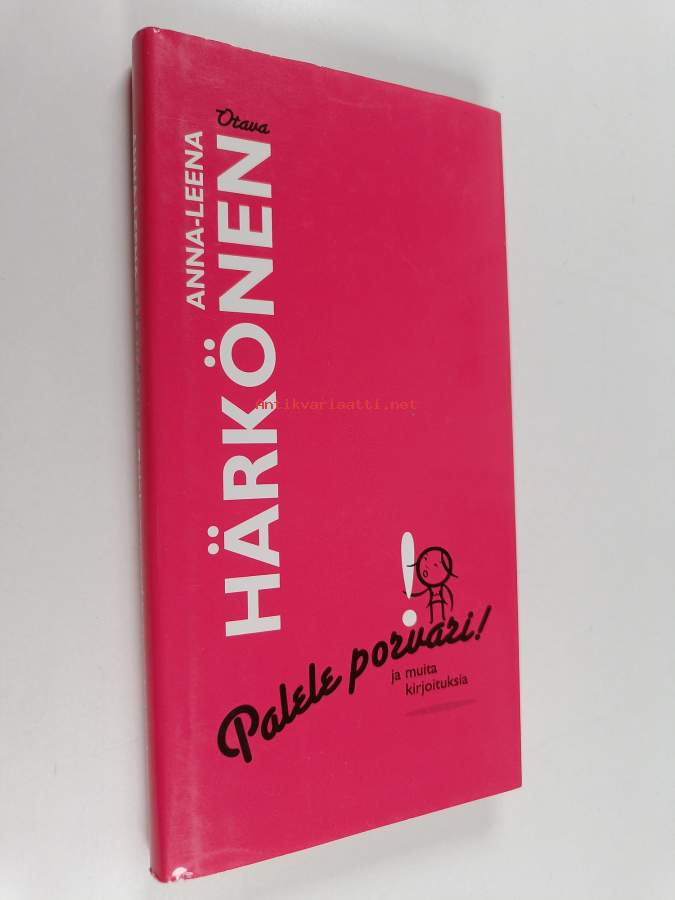 Otava
ANNA-LEENA
HÄRKÖNEN
Antikvariaatti.net
!
Palele porvari!
ja muita
kirjoituksia